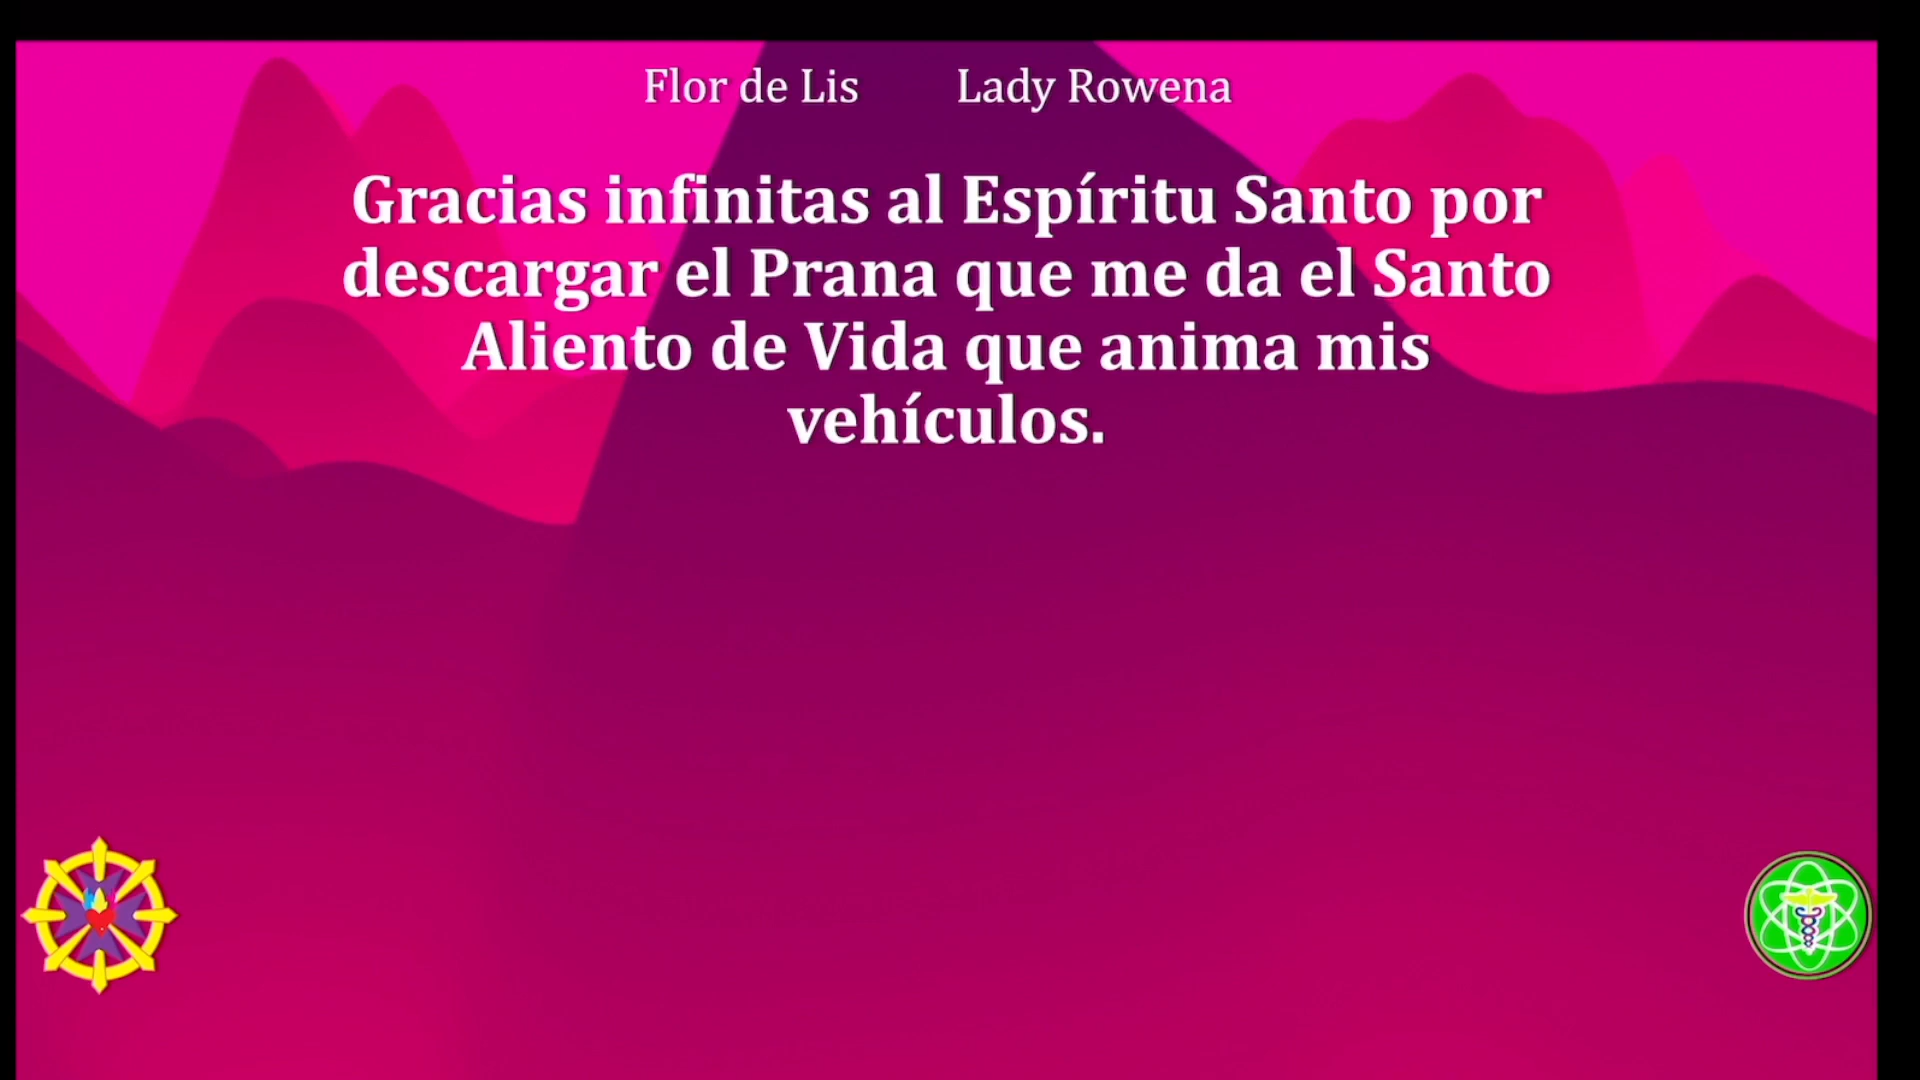 Flor de Lis Lady Rowena
Gracias infinitas al Espíritu Santo por
descargar el Prana que me da el Santo
Aliento de Vida que anima mis
vehículos.